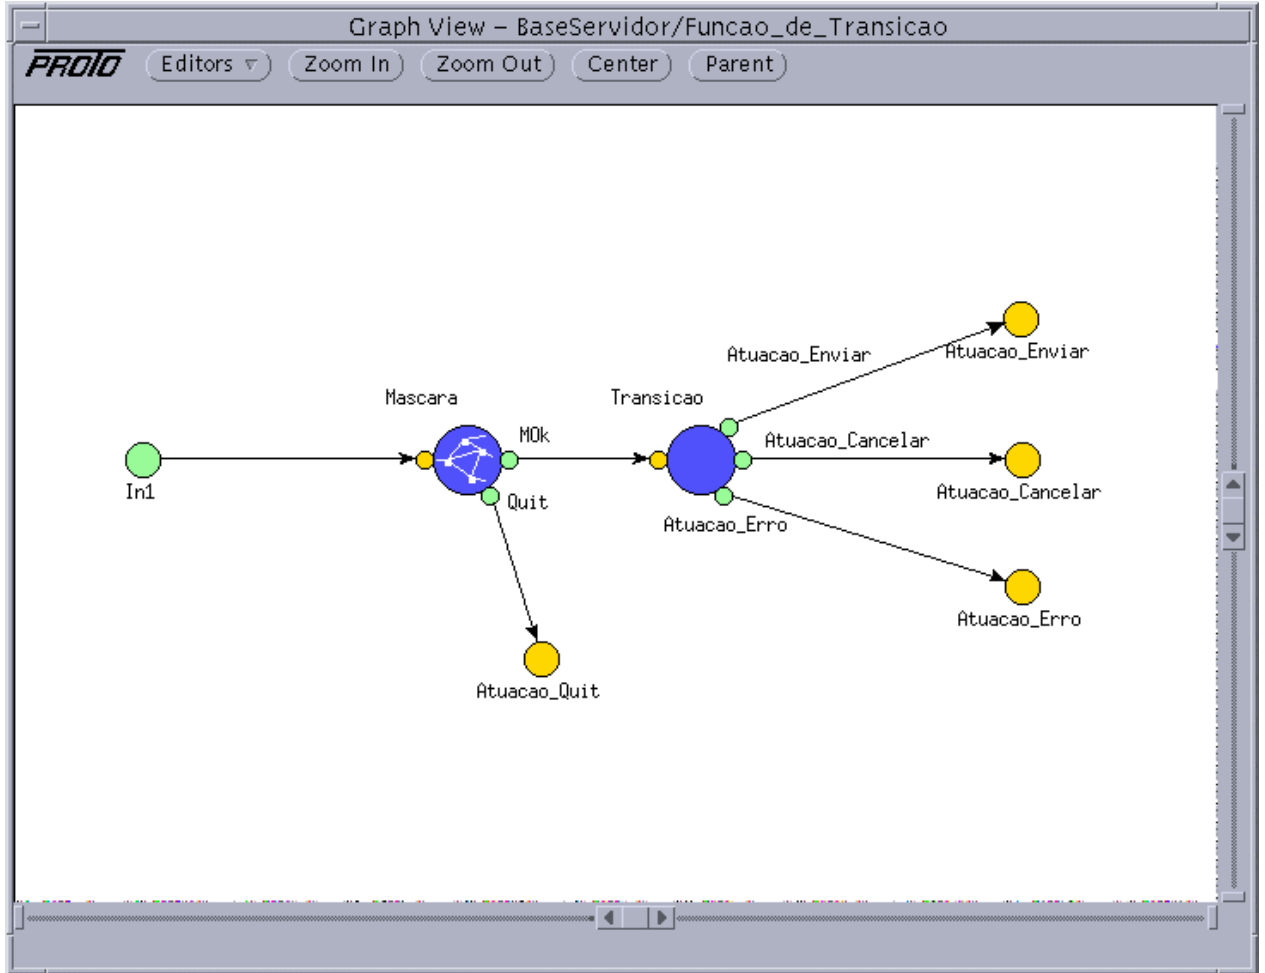 Graph View – BaseServidor/Funcao_de_Transicao
PROTO Editors Zoom In Zoom Out Center Parent
Atuacao_Enviar
Atuacao_Enviar
Mascara
Transicao
MOk
Atuacao_Cancelar
In1
Quit
Atuacao_Cancelar
Atuacao_Erro
Atuacao_Erro
Atuacao_Quit